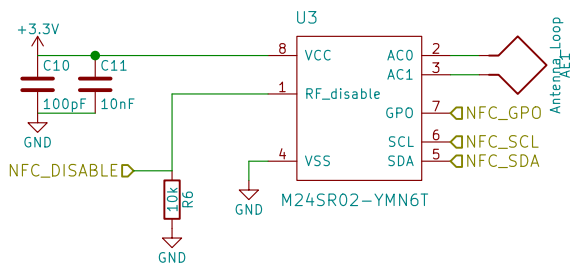 U3
+3.3V
C10
C11
100pF
10nF
GND
8
VCC
1
RF_disable
4
VSS
AC0
2
AC1
3
GPO
7
NFC_GPO
SCL
6
NFC_SCL
SDA
5
NFC_SDA
Antenna_Loop
AE1
NFC_DISABLE
10k
R6
GND
GND
M24SR02-YMN6T